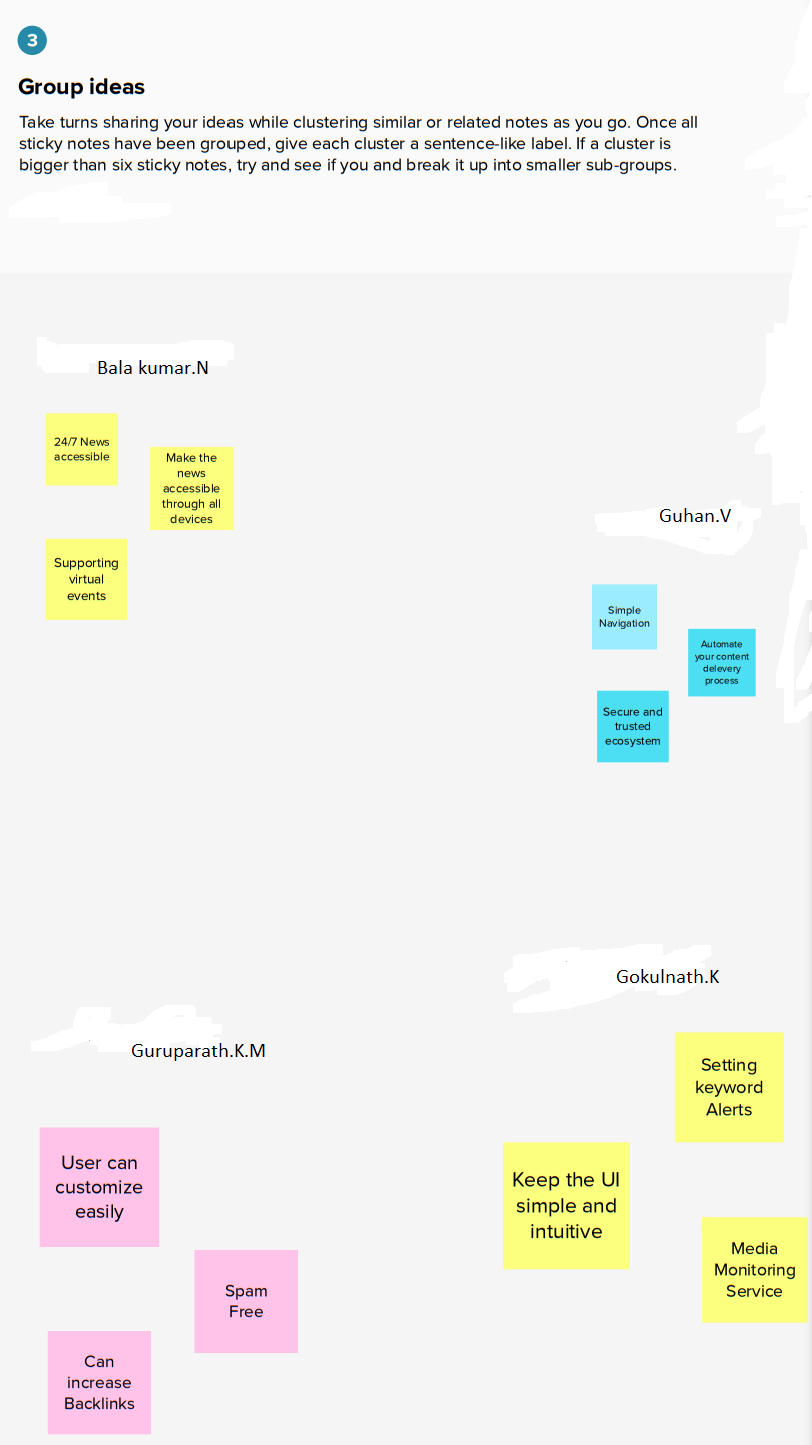 3
Group ideas
Take turns sharing your ideas while clustering similar or related notes as you go. Once all
sticky notes have been grouped, give each cluster a sentence-like label. If a cluster is
bigger than six sticky notes, try and see if you and break it up into smaller sub-groups.
Bala kumar.N
24/7 News
accessible
Make the
news
accessible
through all
devices
Supporting
virtual
events
Guhan.V
Simple
Navigation
Automate
your content
delevery
process
Secure and
trusted
ecosystem
Guruparath.K.M
User can
customize
easily
Spam
Free
Can
increase
Backlinks
Gokulnath.K
Setting
keyword
Alerts
Keep the UI
simple and
intuitive
Media
Monitoring
Service